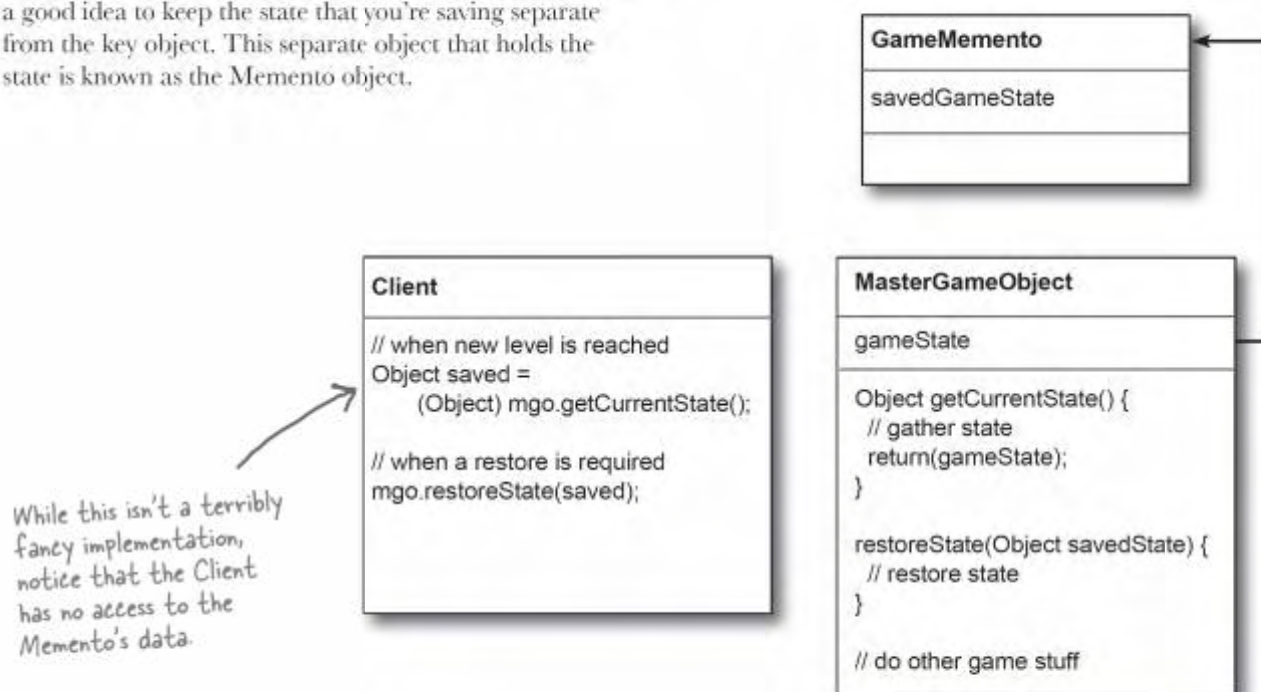 a good idea to keep the state that you're saving separate
from the key object. This separate object that holds the
state is known as the Memento object.
GameMemento
savedGameState
Client
// when new level is reached
Object saved =
(Object) mgo.getCurrentState();
// when a restore is required
mgo.restoreState(saved);
While this isn't a terribly
fancy implementation,
notice that the Client
has no access to the
Memento's data.
MasterGameObject
gameState
Object getCurrentState() {
// gather state
return(gameState);
}
restoreState(Object savedState) {
// restore state
}
// do other game stuff